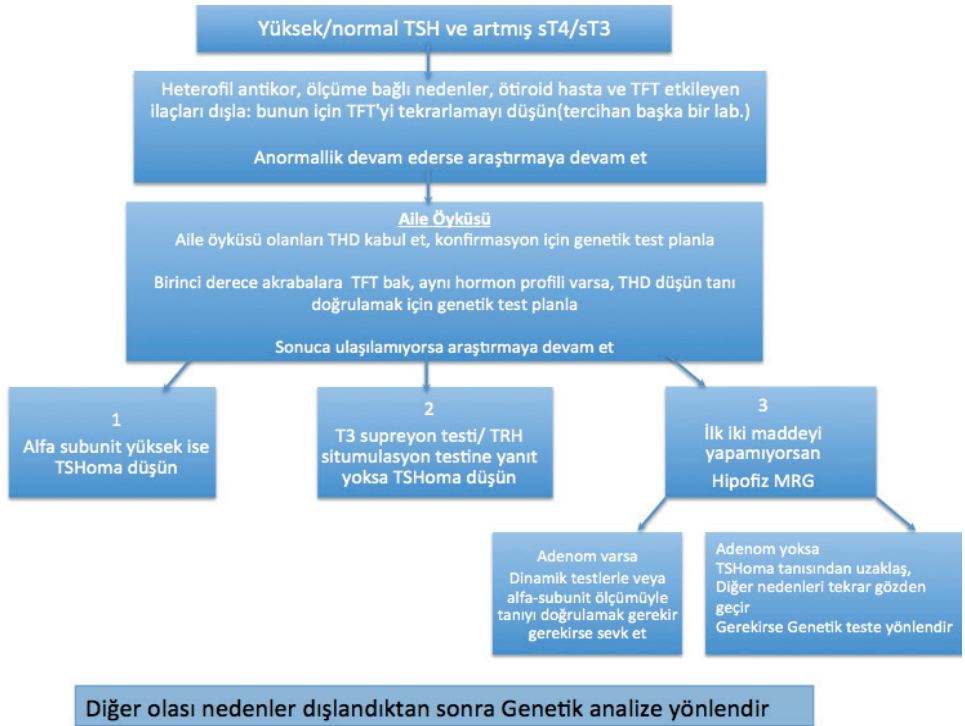 Yüksek/normal TSH ve artmış sT4/sT3
Heterofil antikor, ölçüme bağlı nedenler, ötiroid hasta ve TFT etkileyen
ilaçları dışla: bunun için TFT'yi tekrarlamayı düşün(tercihan başka bir lab.)
Anormallik devam ederse araştırmaya devam et
Aile Öyküsü
Aile öyküsü olanları THD kabul et, konfirmasyon için genetik test planla
Birinci derece akrabalara TFT bak, aynı hormon profili varsa, THD düşün tanı
doğrulamak için genetik test planla
Sonuca ulaşılamıyorsa araştırmaya devam et
1
Alfa subunit yüksek ise
TSHoma düşün
2
T3 supreyon testi/ TRH
situmulasyon testine yanıt
yoksa TSHoma düşün
3
İlk iki maddeyi
yapamıyorsan
Hipofiz MRG
Adenom varsa
Dinamik testlerle veya
alfa-subunit ölçümüyle
tanıyı doğrulamak gerekir
gerekirse sevk et
Adenom yoksa
TSHoma tanısından uzaklaş,
Diğer nedenleri tekrar gözden
geçir
Gerekirse Genetik teste yönlendir
Diğer olası nedenler dışlandıktan sonra Genetik analize yönlendir